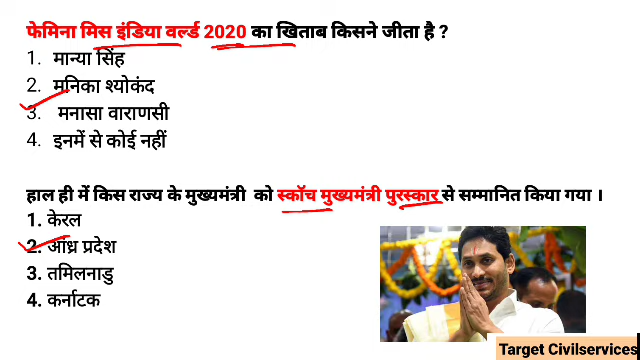 फेमिना मिस इंडिया वर्ल्ड 2020 का खिताब किसने जीता है ?
1. मान्या सिंह
2. मनिका श्योकंद
3. मनासा वाराणसी
4. इनमें से कोई नहीं
हाल ही में किस राज्य के मुख्यमंत्री को स्कॉच मुख्यमंत्री पुरस्कार से सम्मानित किया गया ।
1. केरल
2. आंध्र प्रदेश
3. तमिलनाडु
4. कर्नाटक
Target Civilservices